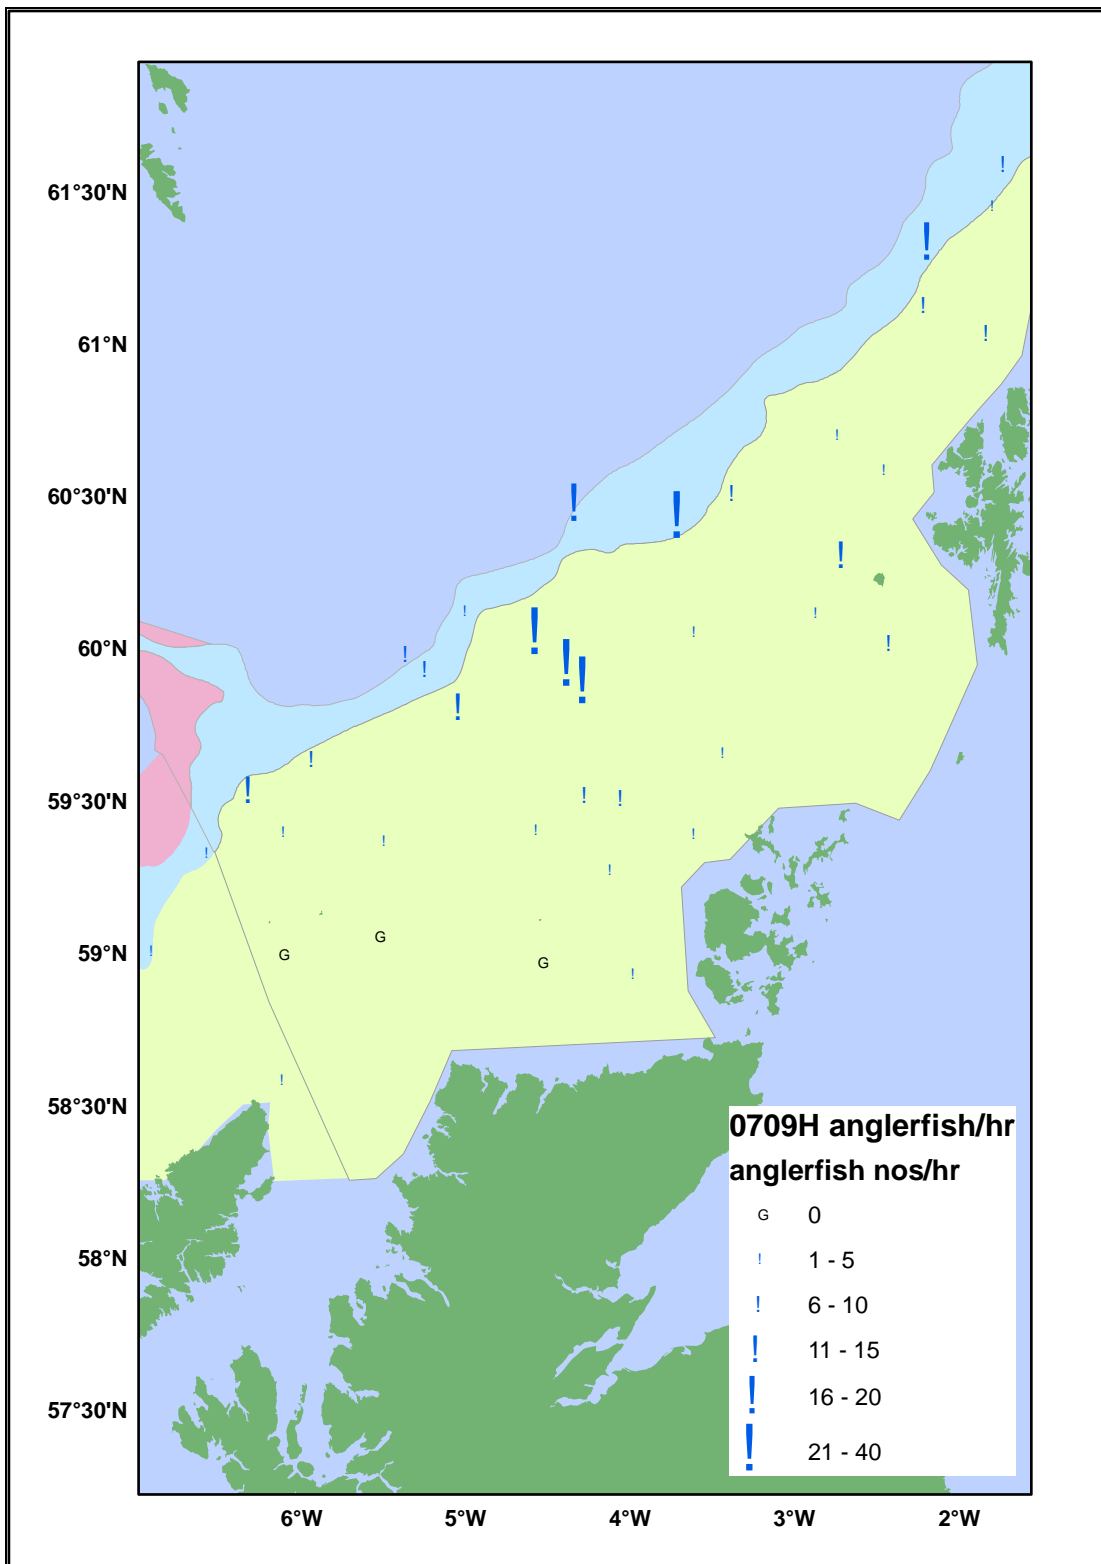 61°30'N
61°N
60°30'N
60°N
59°30'N
59°N
58°30'N
58°N
57°30'N
6°W 5°W 4°W 3°W 2°W
! 
!
!
!
!
!
!
! ! !
!
! !
! !
!
! !
!
! !
!
! !
! ! !
! ! ! !
!
! G
G G !
!
0709H anglerfish/hr
anglerfish nos/hr
G 0
! 1 - 5
! 6 - 10
! 11 - 15
! 16 - 20
! 21 - 40